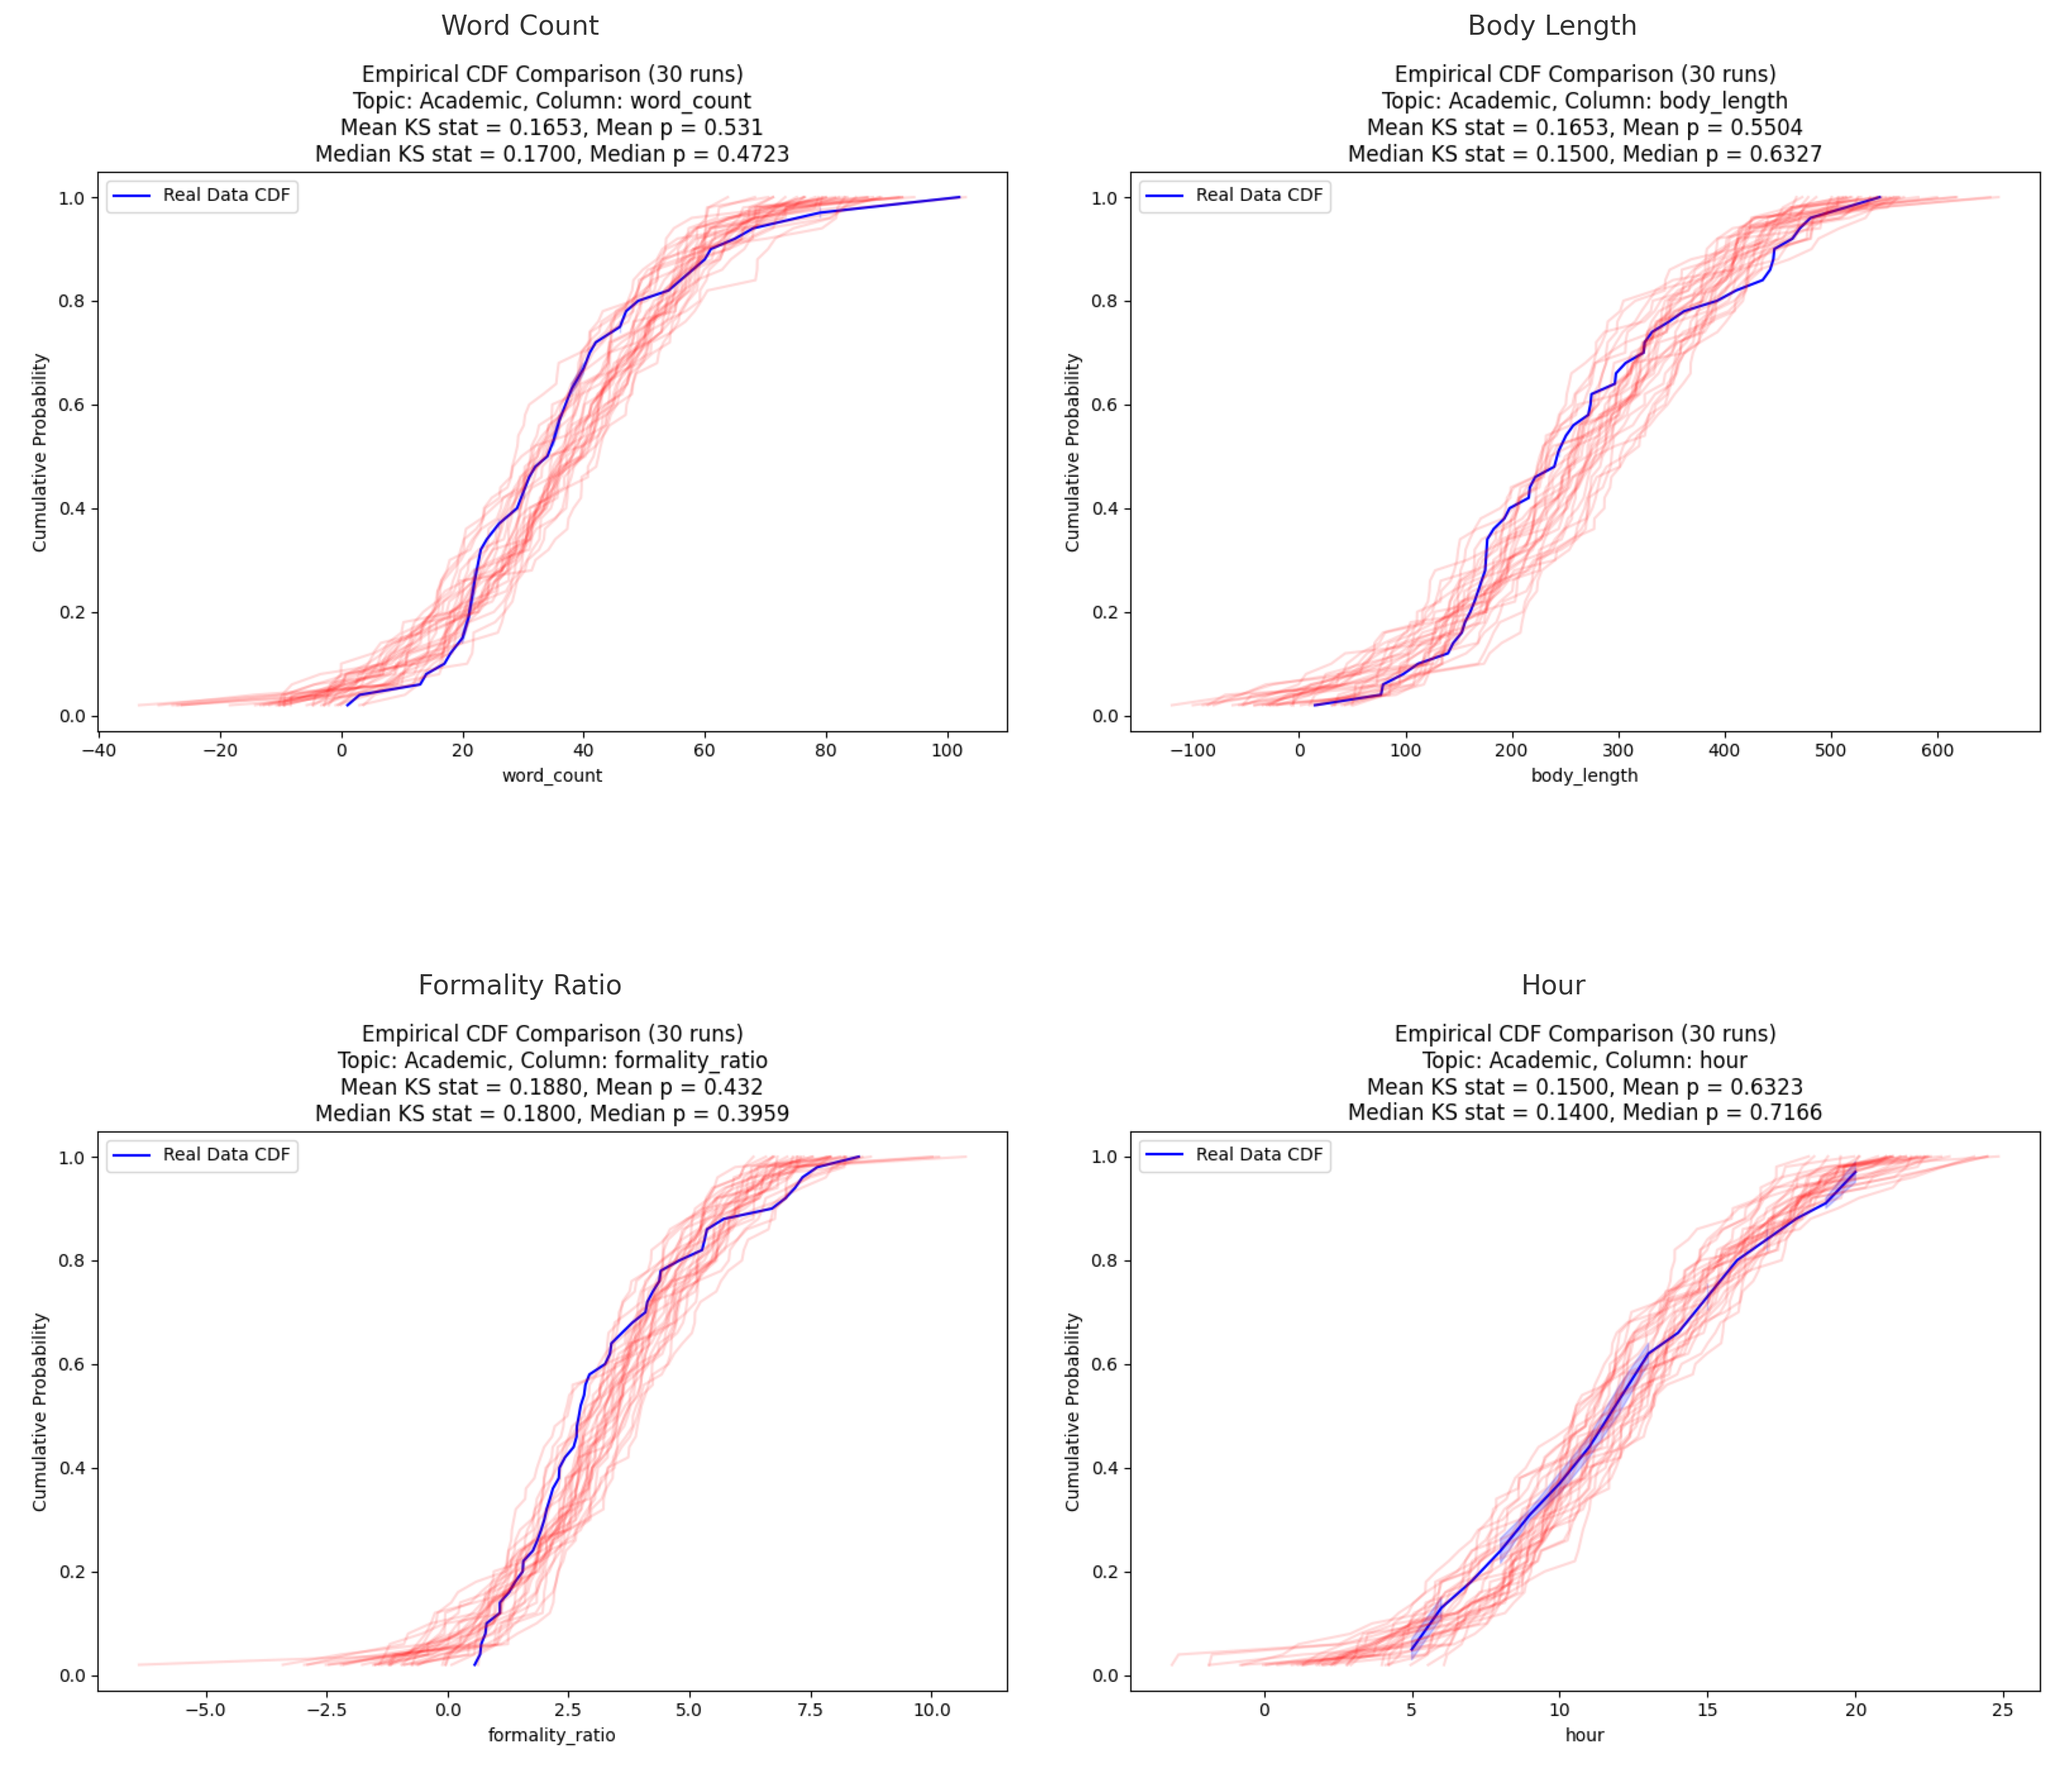 Word Count
Empirical CDF Comparison (30 runs)
Topic: Academic, Column: word_count
Mean KS stat = 0.1653, Mean p = 0.531
Median KS stat = 0.1700, Median p = 0.4723
Real Data CDF
1.0
0.8
0.6
0.4
0.2
0.0
Cumulative Probability
−40 −20 0 20 40 60 80 100
word_count
Body Length
Empirical CDF Comparison (30 runs)
Topic: Academic, Column: body_length
Mean KS stat = 0.1653, Mean p = 0.5504
Median KS stat = 0.1500, Median p = 0.6327
Real Data CDF
1.0
0.8
0.6
0.4
0.2
0.0
Cumulative Probability
−100 0 100 200 300 400 500 600
body_length
Formality Ratio
Empirical CDF Comparison (30 runs)
Topic: Academic, Column: formality_ratio
Mean KS stat = 0.1880, Mean p = 0.432
Median KS stat = 0.1800, Median p = 0.3959
Real Data CDF
1.0
0.8
0.6
0.4
0.2
0.0
Cumulative Probability
−5.0 −2.5 0.0 2.5 5.0 7.5 10.0
formality_ratio
Hour
Empirical CDF Comparison (30 runs)
Topic: Academic, Column: hour
Mean KS stat = 0.1500, Mean p = 0.6323
Median KS stat = 0.1400, Median p = 0.7166
Real Data CDF
1.0
0.8
0.6
0.4
0.2
0.0
Cumulative Probability
0 5 10 15 20 25
hour